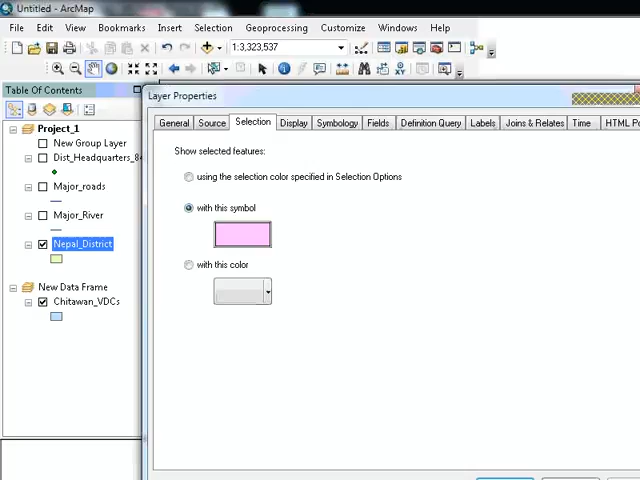 Untitled - ArcMap
File Edit View Bookmarks Insert Selection Geoprocessing Customize Windows Help
1:3,323,537
Table Of Contents
Layer Properties
General Source Selection Display Symbology Fields Definition Query Labels Joins & Relates Time HTML Po
Project_1
New Group Layer
Dist_Headquarters_84
Major_roads
Major_River
Nepal_District
New Data Frame
Chitawan_VDCs
Show selected features:
using the selection color specified in Selection Options
with this symbol
with this color